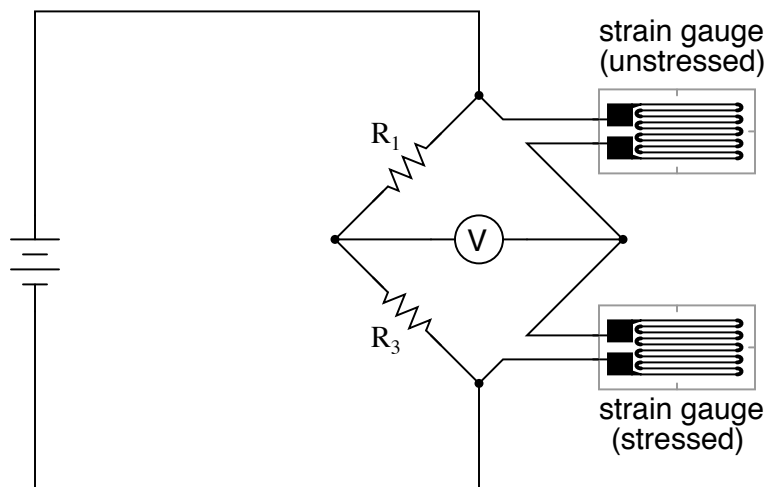 strain gauge
(unstressed)
R1
V
R3
strain gauge
(stressed)